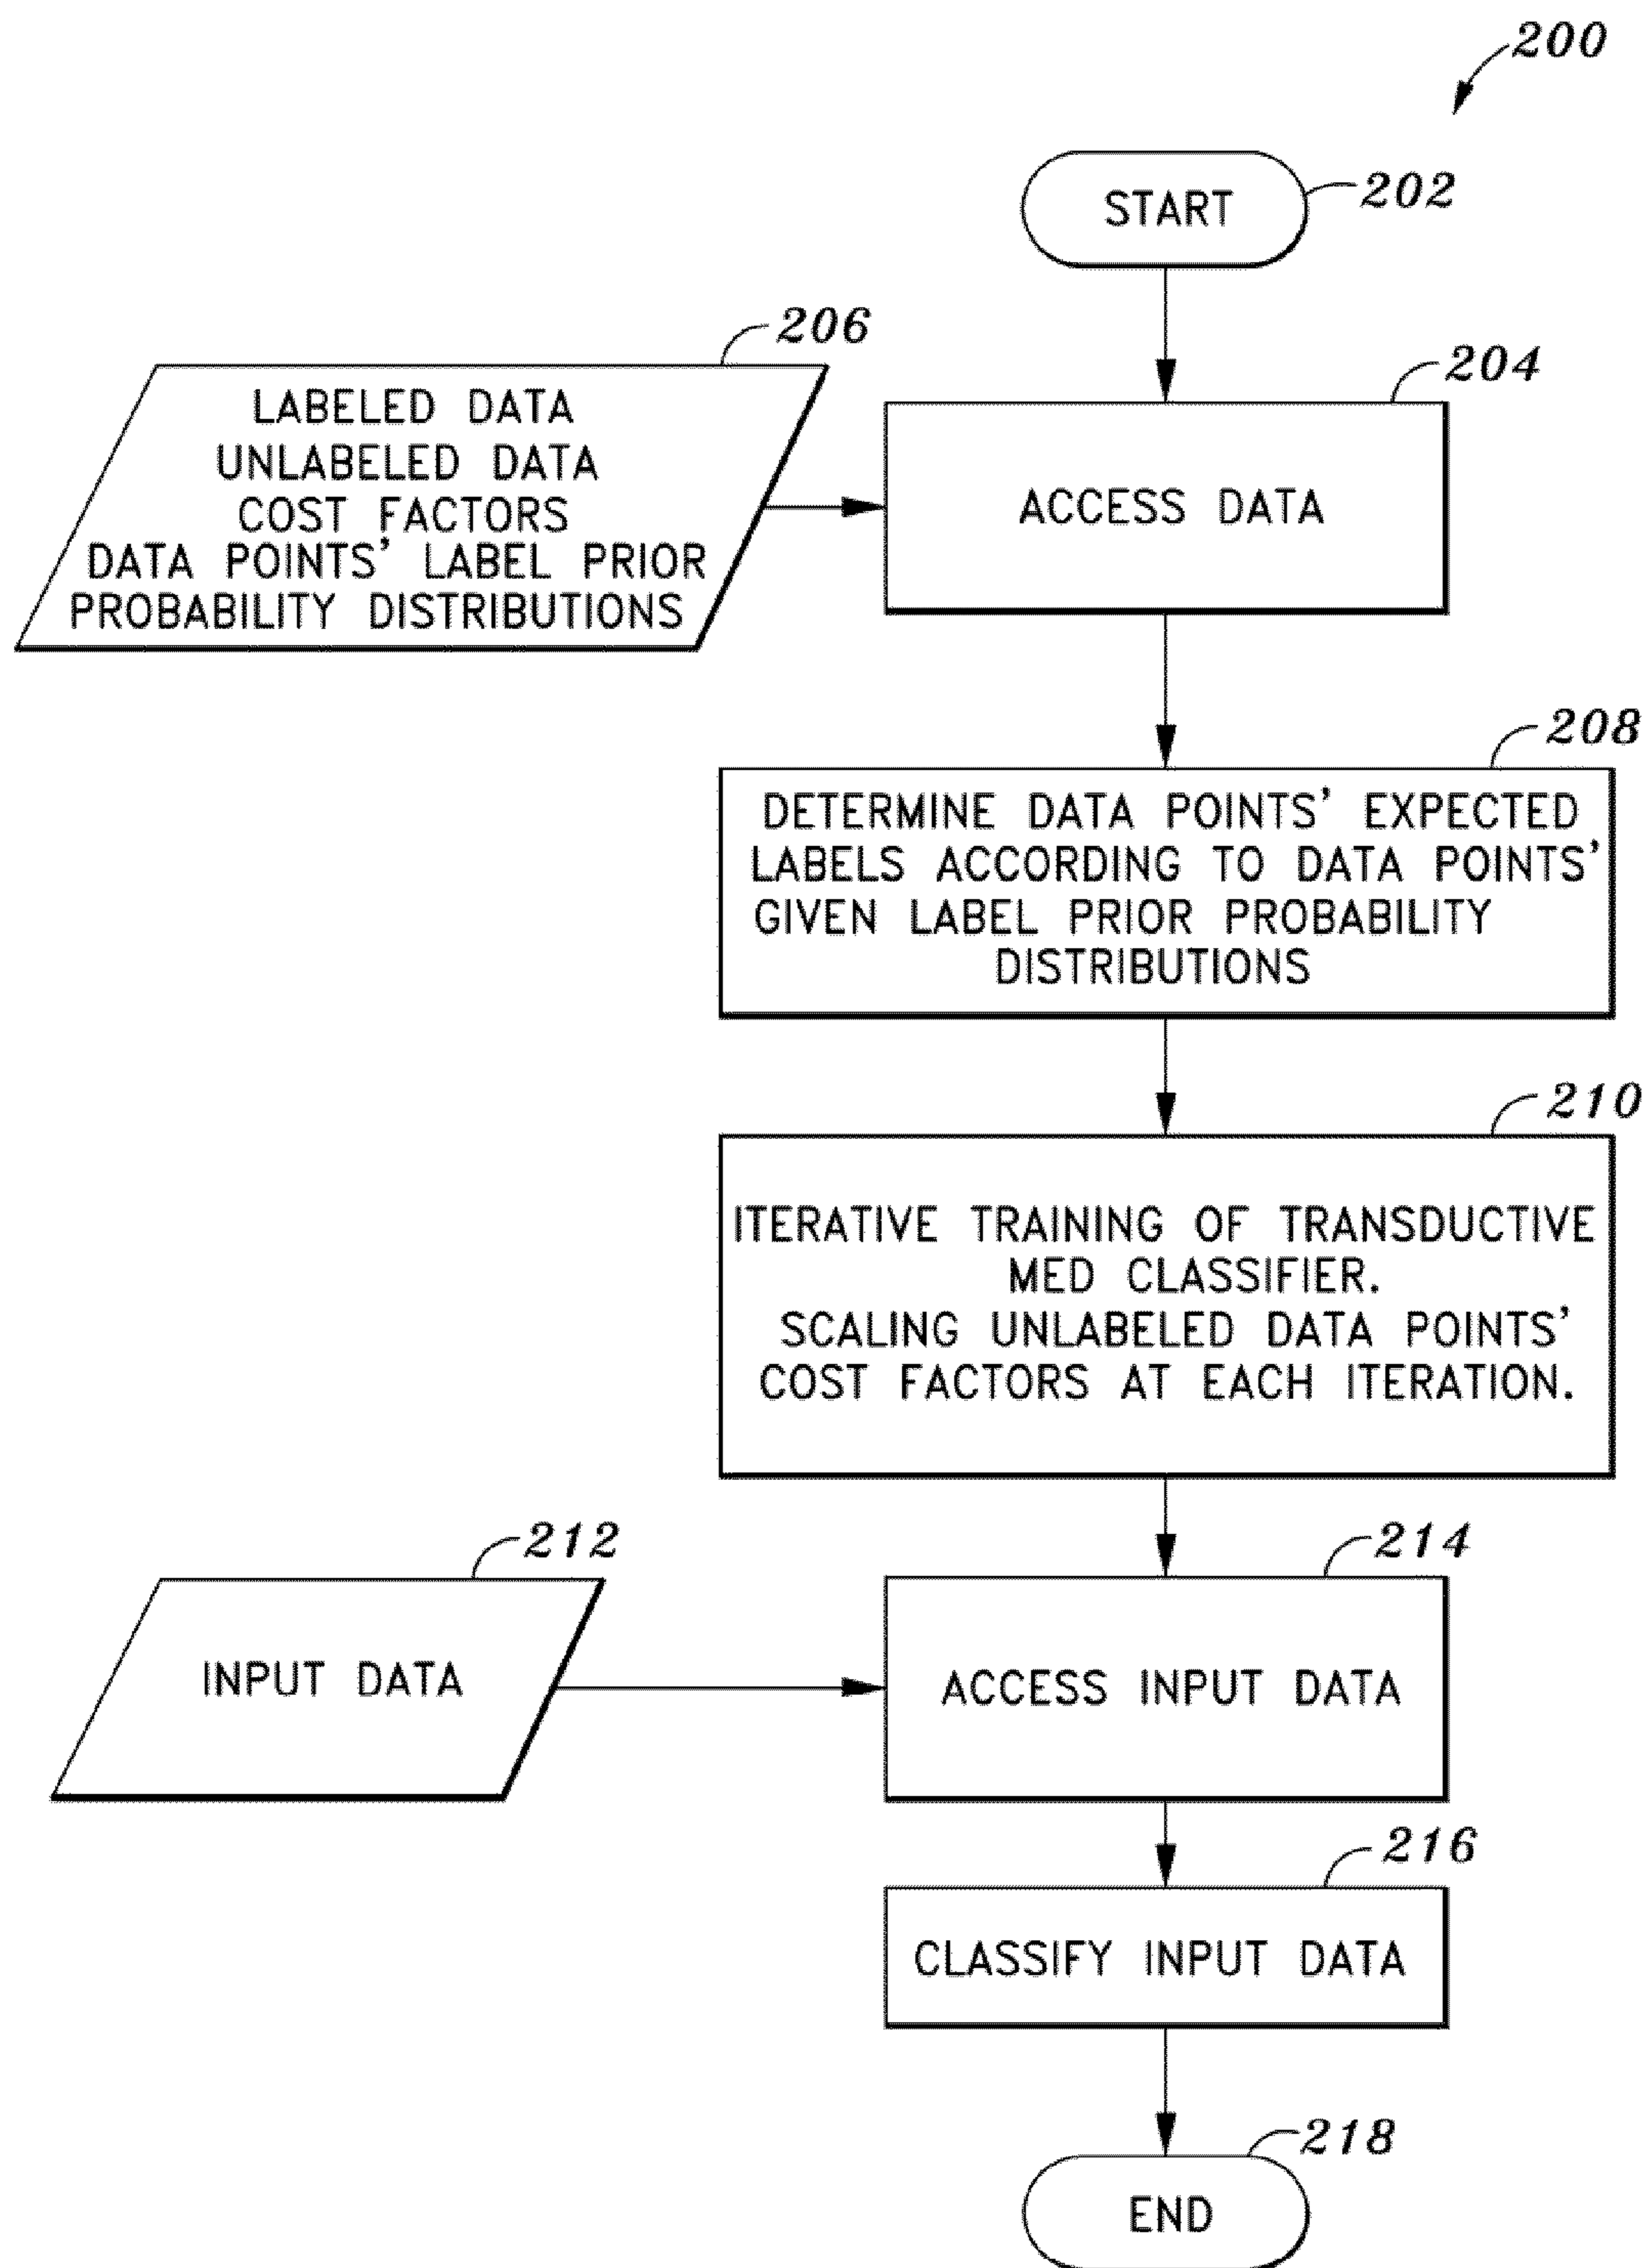 200
START
202
206
LABELED DATA
UNLABELED DATA
COST FACTORS
DATA POINTS' LABEL PRIOR
PROBABILITY DISTRIBUTIONS
204
ACCESS DATA
208
DETERMINE DATA POINTS' EXPECTED
LABELS ACCORDING TO DATA POINTS'
GIVEN LABEL PRIOR PROBABILITY
DISTRIBUTIONS
210
ITERATIVE TRAINING OF TRANSDUCTIVE
MED CLASSIFIER.
SCALING UNLABELED DATA POINTS'
COST FACTORS AT EACH ITERATION.
212
INPUT DATA
214
ACCESS INPUT DATA
216
CLASSIFY INPUT DATA
218
END